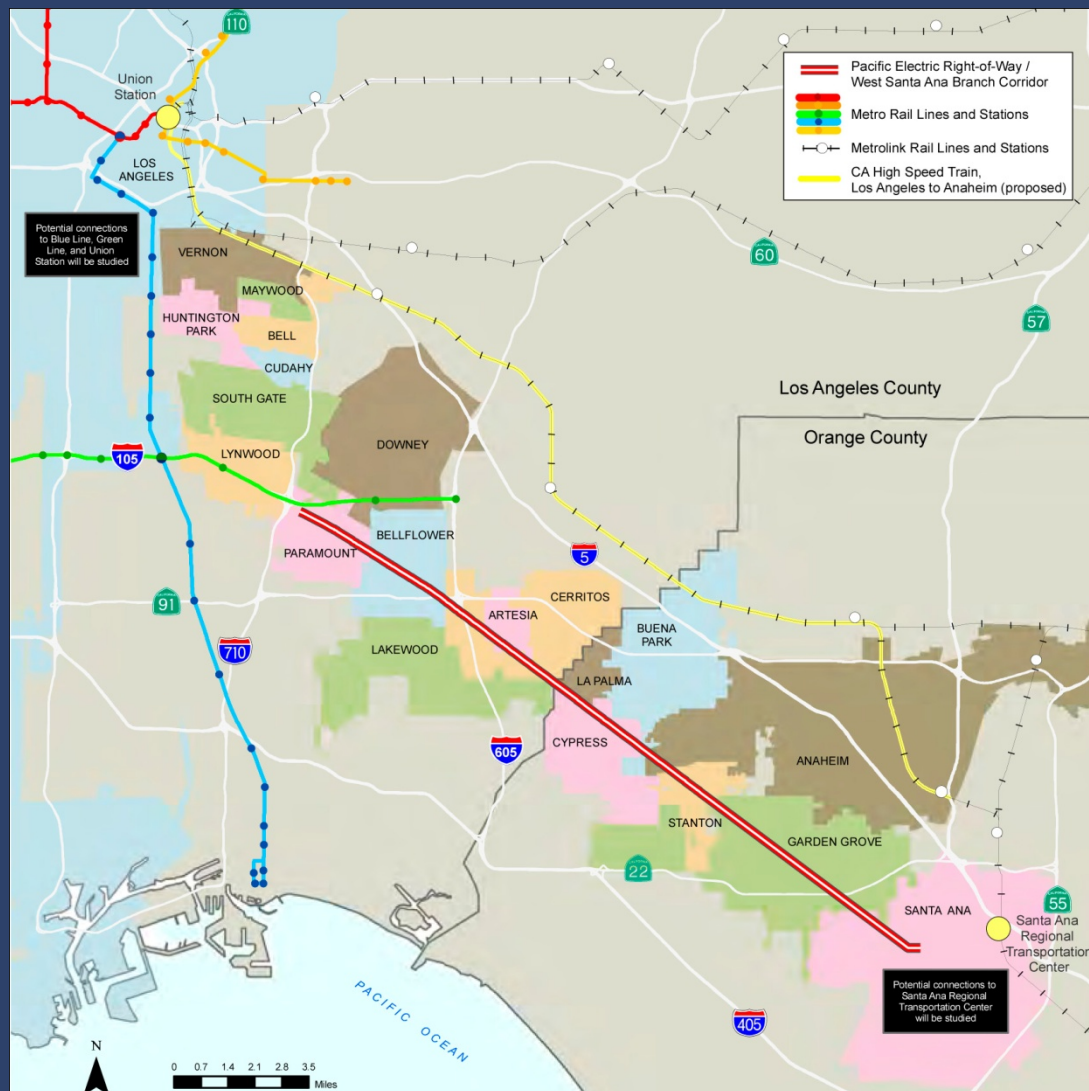 CALIFORNIA
110
Union
Station
LOS
ANGELES
Pacific Electric Right-of-Way /
West Santa Ana Branch Corridor
Metro Rail Lines and Stations
Metrolink Rail Lines and Stations
CA High Speed Train,
Los Angeles to Anaheim (proposed)
Potential connections
to Blue Line, Green
Line, and Union
Station will be studied
VERNON
60
MAYWOOD
57
HUNTINGTON
PARK
BELL
CUDAHY
SOUTH GATE
Los Angeles County
Orange County
DOWNEY
LYNWOOD
105
BELLFLOWER
PARAMOUNT
5
91
CERRITOS
ARTESIA
BUENA
PARK
710
LAKEWOOD
LA PALMA
605
CYPRESS
ANAHEIM
STANTON
GARDEN GROVE
22
55
SANTA ANA
Santa Ana
Regional
Transportation
Center
Potential connections to
Santa Ana Regional
Transportation Center
will be studied
PACIFIC OCEAN
405
N
0 0.7 1.4 2.1 2.8 3.5
Miles